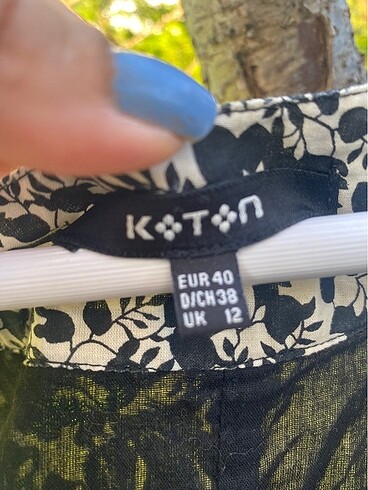 KOTON
EUR 40
D/CH 38
UK 12